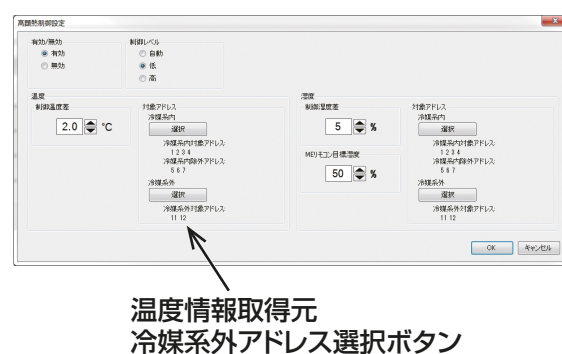 高顕熱制御設定
有効/無効
有効
無効
制御レベル
自動
低
高
温度
制御温度差
2.0 °C
対象アドレス
冷媒系内
選択
冷媒系内対象アドレス:
1 2 3 4
冷媒系内除外アドレス:
5 6 7
冷媒系外
選択
冷媒系外対象アドレス:
11 12
湿度
制御湿度差
5 %
MEリモコン目標湿度
50 %
対象アドレス
冷媒系内
選択
冷媒系内対象アドレス:
1 2 3 4
冷媒系内除外アドレス:
5 6 7
冷媒系外
選択
冷媒系外対象アドレス:
11 12
OK
キャンセル
温度情報取得元
冷媒系外アドレス選択ボタン